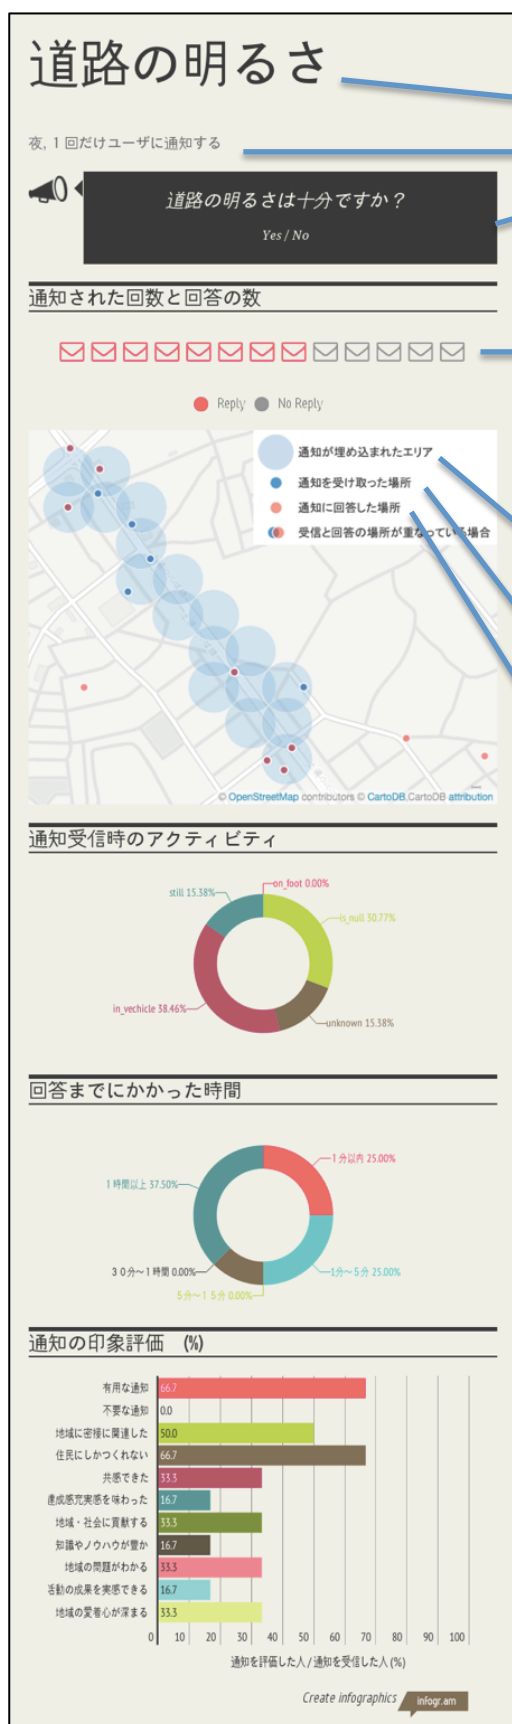 道路の明るさ
夜, 1 回だけユーザに通知する
道路の明るさは十分ですか？
Yes / No
通知された回数と回答の数
Reply No Reply
通知が埋め込まれたエリア
通知を受け取った場所
通知に回答した場所
受信と回答の場所が重なっている場合
© OpenStreetMap contributors © CartoDB,CartoDB attribution
通知受信時のアクティビティ
on_foot 0.00%
still 15.38%
is_null 30.77%
in_vechicle 38.46%
unknown 15.38%
回答までにかかった時間
1 分以内 25.00%
1 時間以上 37.50%
3 0 分〜1 時間 0.00%
1分〜5 分 25.00%
5分〜1 5分 0.00%
通知の印象評価 (%)
有用な通知 66.7
不要な通知 0.0
地域に密接に関連した 50.0
住民にしかつくれない 66.7
共感できた 33.3
達成感充実感を味わった 16.7
地域・社会に貢献する 33.3
知識やノウハウが豊か 16.7
地域の問題がわかる 33.3
活動の成果を実感できる 16.7
地域の愛着心が深まる 33.3
0 10 20 30 40 50 60 70 80 90 100
通知を評価した人 / 通知を受信した人 (%)
Create infographics infogr.am